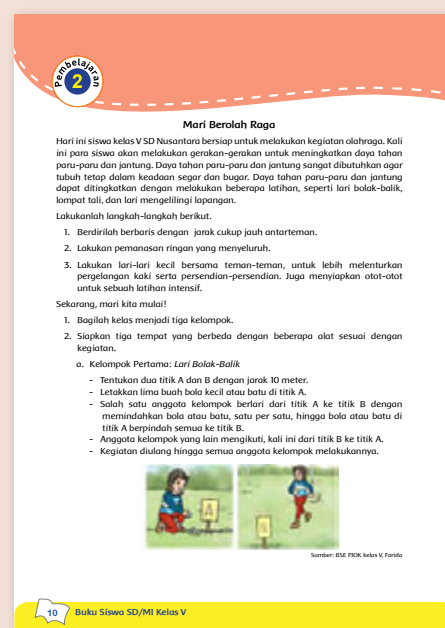 Pembelajaran
2
Mari Berolah Raga
Hari ini siswa kelas V SD Nusantara bersiap untuk melakukan kegiatan olahraga. Kali
ini para siswa akan melakukan gerakan-gerakan untuk meningkatkan daya tahan
paru-paru dan jantung. Daya tahan paru-paru dan jantung sangat dibutuhkan agar
tubuh tetap dalam keadaan segar dan bugar. Daya tahan paru-paru dan jantung
dapat ditingkatkan dengan melakukan beberapa latihan, seperti lari bolak-balik,
lompat tali, dan lari mengelilingi lapangan.
Lakukanlah langkah-langkah berikut.
1. Berdirilah berbaris dengan jarak cukup jauh antarteman.
2. Lakukan pemanasan ringan yang menyeluruh.
3. Lakukan lari-lari kecil bersama teman-teman, untuk lebih melenturkan
pergelangan kaki serta persendian-persendian. Juga menyiapkan otot-otot
untuk sebuah latihan intensif.
Sekarang, mari kita mulai!
1. Bagilah kelas menjadi tiga kelompok.
2. Siapkan tiga tempat yang berbeda dengan beberapa alat sesuai dengan
kegiatan.
a. Kelompok Pertama: Lari Bolak-Balik
- Tentukan dua titik A dan B dengan jarak 10 meter.
- Letakkan lima buah bola kecil atau batu di titik A.
- Salah satu anggota kelompok berlari dari titik A ke titik B dengan
memindahkan bola atau batu, satu per satu, hingga bola atau batu di
titik A berpindah semua ke titik B.
- Anggota kelompok yang lain mengikuti, kali ini dari titik B ke titik A.
- Kegiatan diulang hingga semua anggota kelompok melakukannya.
A
Sumber: BSE PJOK kelas V, Farida
10 Buku Siswa SD/MI Kelas V